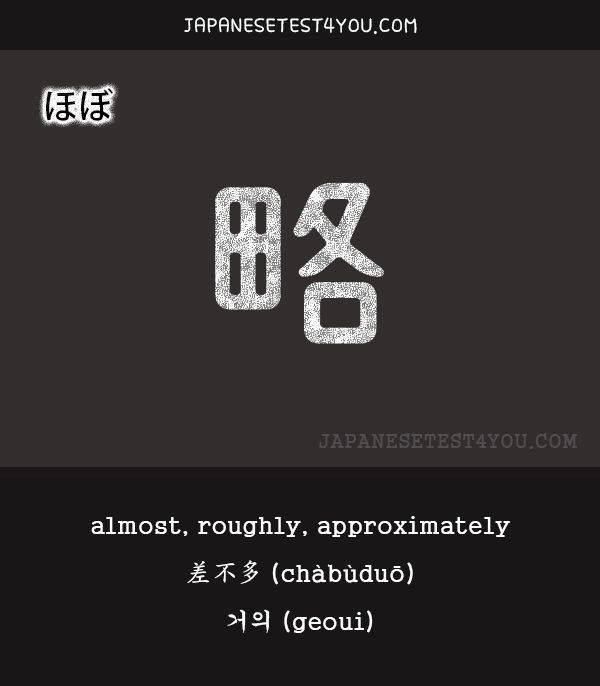 JAPANESETEST4YOU.COM
ほぼ
略
JAPANESETEST4YOU.COM
almost, roughly, approximately
差不多 (chàbùduō)
거의 (geoui)